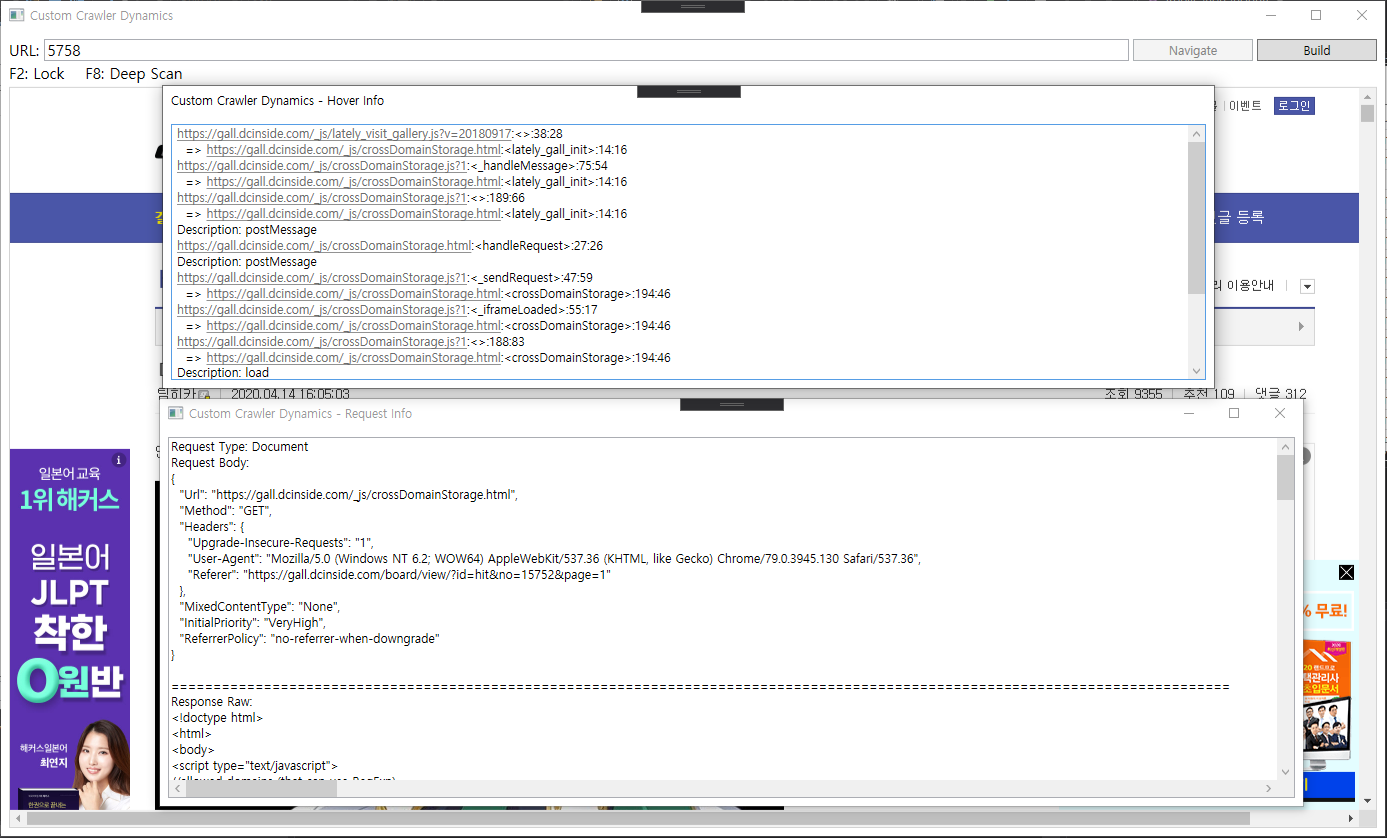 Custom Crawler Dynamics
URL: 5758
Navigate
Build
F2: Lock F8: Deep Scan
이벤트
로그인
Custom Crawler Dynamics - Hover Info
https://gall.dcinside.com/_js/lately_visit_gallery.js?v=20180917:<>:38:28
=> https://gall.dcinside.com/_js/crossDomainStorage.html:<lately_gall_init>:14:16
https://gall.dcinside.com/_js/crossDomainStorage.js?1:<_handleMessage>:75:54
=> https://gall.dcinside.com/_js/crossDomainStorage.html:<lately_gall_init>:14:16
https://gall.dcinside.com/_js/crossDomainStorage.js?1:<>:189:66
=> https://gall.dcinside.com/_js/crossDomainStorage.html:<lately_gall_init>:14:16
Description: postMessage
https://gall.dcinside.com/_js/crossDomainStorage.html:<handleRequest>:27:26
Description: postMessage
https://gall.dcinside.com/_js/crossDomainStorage.js?1:<_sendRequest>:47:59
=> https://gall.dcinside.com/_js/crossDomainStorage.html:<crossDomainStorage>:194:46
https://gall.dcinside.com/_js/crossDomainStorage.js?1:<_iframeLoaded>:55:17
=> https://gall.dcinside.com/_js/crossDomainStorage.html:<crossDomainStorage>:194:46
https://gall.dcinside.com/_js/crossDomainStorage.js?1:<>:188:83
=> https://gall.dcinside.com/_js/crossDomainStorage.html:<crossDomainStorage>:194:46
Description: load
글 등록
이용안내
팀히카 2020.04.14 16:05:03
조회 9355 추천 109 댓글 312
Custom Crawler Dynamics - Request Info
Request Type: Document
Request Body:
{
"Url": "https://gall.dcinside.com/_js/crossDomainStorage.html",
"Method": "GET",
"Headers": {
"Upgrade-Insecure-Requests": "1",
"User-Agent": "Mozilla/5.0 (Windows NT 6.2; WOW64) AppleWebKit/537.36 (KHTML, like Gecko) Chrome/79.0.3945.130 Safari/537.36",
"Referer": "https://gall.dcinside.com/board/view/?id=hit&no=15752&page=1"
},
"MixedContentType": "None",
"InitialPriority": "VeryHigh",
"ReferrerPolicy": "no-referrer-when-downgrade"
}
Response Raw:
<!doctype html>
<html>
<body>
<script type="text/javascript">
일본어 교육
1위 해커스
일본어
JLPT
착한
0원반
해커스일본어
최연지
% 무료!